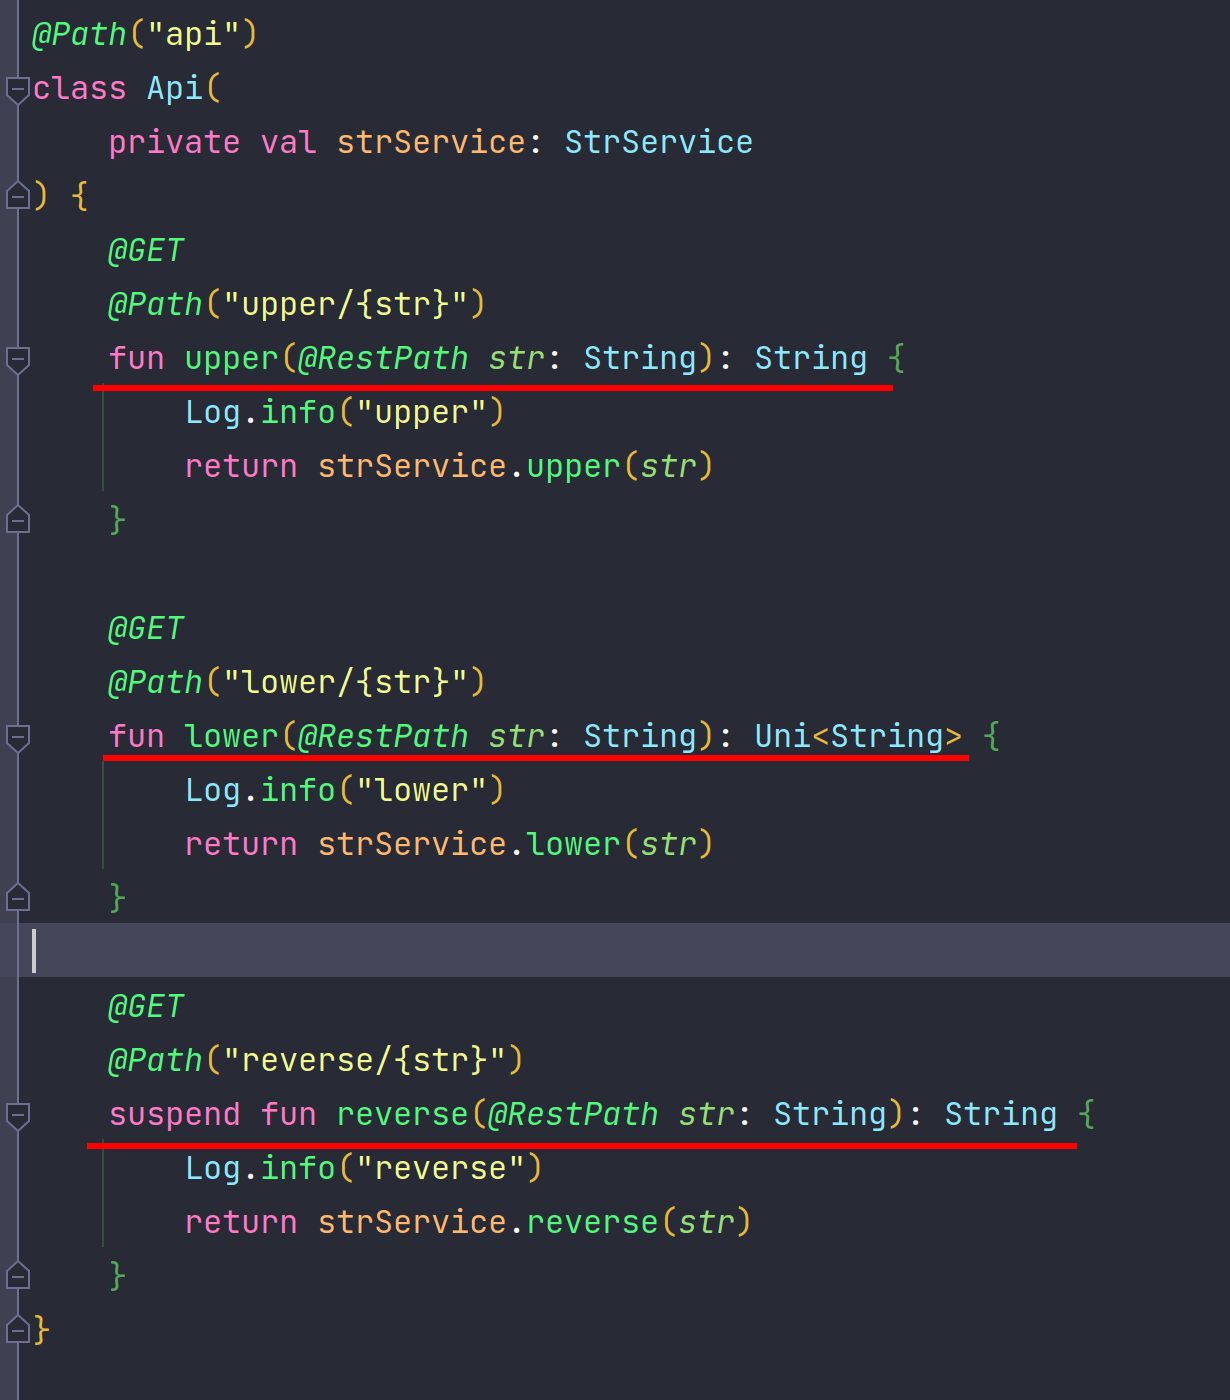 @Path("api")
class Api(
    private val strService: StrService
) {
    @GET
    @Path("upper/{str}")
    fun upper(@RestPath str: String): String {
        Log.info("upper")
        return strService.upper(str)
    }

    @GET
    @Path("lower/{str}")
    fun lower(@RestPath str: String): Uni<String> {
        Log.info("lower")
        return strService.lower(str)
    }

    @GET
    @Path("reverse/{str}")
    suspend fun reverse(@RestPath str: String): String {
        Log.info("reverse")
        return strService.reverse(str)
    }
}